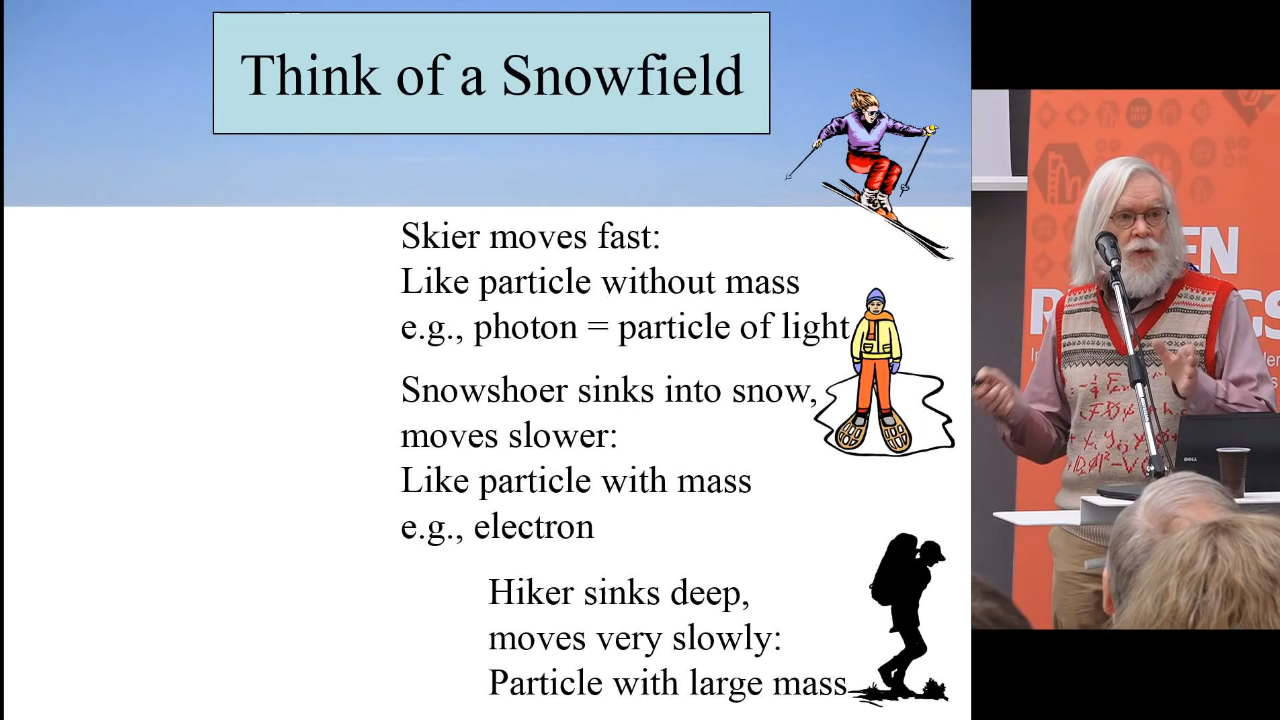 Think of a Snowfield
Skier moves fast:
Like particle without mass
e.g., photon = particle of light
Snowshoer sinks into snow,
moves slower:
Like particle with mass
e.g., electron
Hiker sinks deep,
moves very slowly:
Particle with large mass
DELL